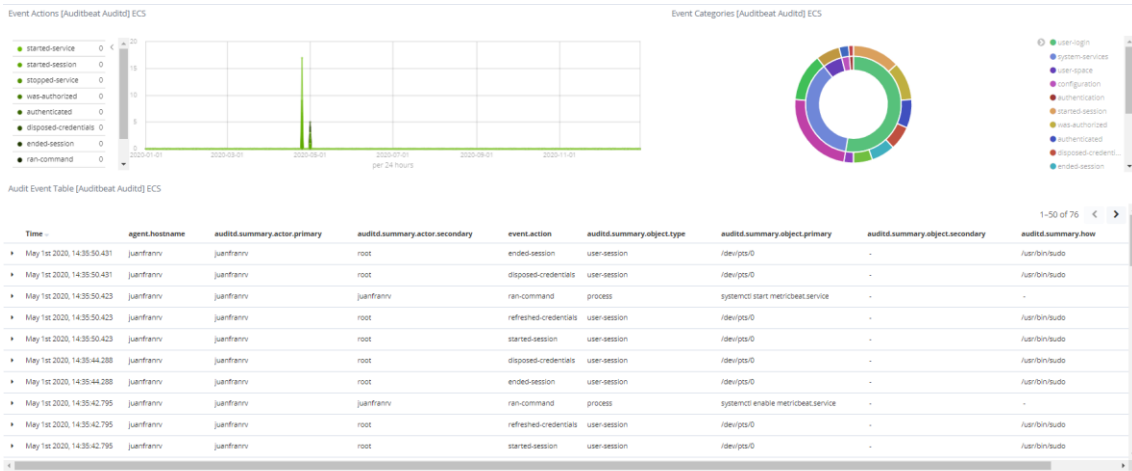 Event Actions [Auditbeat Auditd] ECS
Event Categories [Auditbeat Auditd] ECS
started-service 0
started-session 0
stopped-service 0
was-authorized 0
authenticated 0
disposed-credentials 0
ended-session 0
ran-command 0
20
15
10
5
0
2020-01-01 2020-03-01 2020-05-01 2020-07-01 2020-09-01 2020-11-01
per 24 hours
user-login
system-services
user-space
configuration
authentication
started-session
was-authorized
authenticated
disposed-credenti...
ended-session
Audit Event Table [Auditbeat Auditd] ECS
1–50 of 76
Time agent.hostname auditd.summary.actor.primary auditd.summary.actor.secondary event.action auditd.summary.object.type auditd.summary.object.primary auditd.summary.object.secondary auditd.summary.how
May 1st 2020, 14:35:50.431 juanfranrv juanfranrv root ended-session user-session /dev/pts/0 - /usr/bin/sudo
May 1st 2020, 14:35:50.431 juanfranrv juanfranrv root disposed-credentials user-session /dev/pts/0 - /usr/bin/sudo
May 1st 2020, 14:35:50.423 juanfranrv juanfranrv juanfranrv ran-command process systemctl start metricbeat.service - -
May 1st 2020, 14:35:50.423 juanfranrv juanfranrv root refreshed-credentials user-session /dev/pts/0 - /usr/bin/sudo
May 1st 2020, 14:35:50.423 juanfranrv juanfranrv root started-session user-session /dev/pts/0 - /usr/bin/sudo
May 1st 2020, 14:35:44.288 juanfranrv juanfranrv root disposed-credentials user-session /dev/pts/0 - /usr/bin/sudo
May 1st 2020, 14:35:44.288 juanfranrv juanfranrv root ended-session user-session /dev/pts/0 - /usr/bin/sudo
May 1st 2020, 14:35:42.795 juanfranrv juanfranrv juanfranrv ran-command process systemctl enable metricbeat.service - -
May 1st 2020, 14:35:42.795 juanfranrv juanfranrv root refreshed-credentials user-session /dev/pts/0 - /usr/bin/sudo
May 1st 2020, 14:35:42.795 juanfranrv juanfranrv root started-session user-session /dev/pts/0 - /usr/bin/sudo